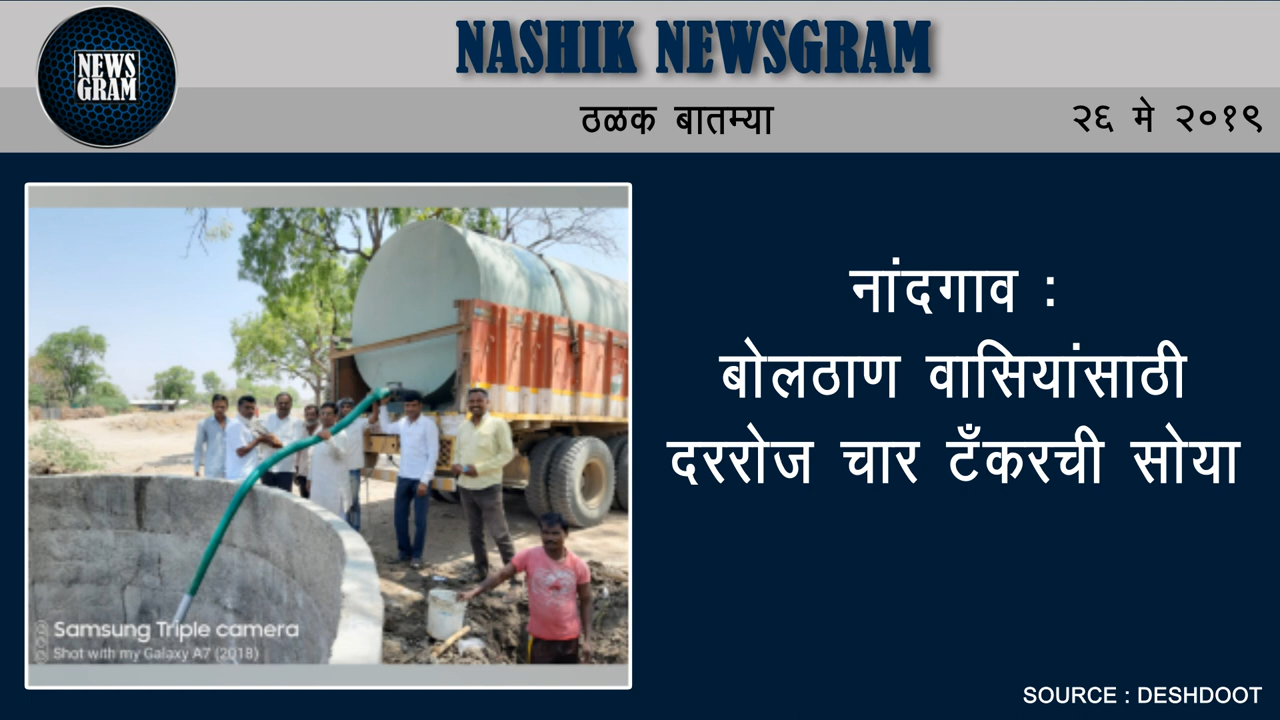 NEWS
GRAM
NASHIK NEWSGRAM
ठळक बातम्या
२६ मे २०१९
नांदगाव :
बोलठाण वासियांसाठी
दररोज चार टँकरची सोया
Samsung Triple camera
Shot with my Galaxy A7 (2018)
SOURCE : DESHDOOT